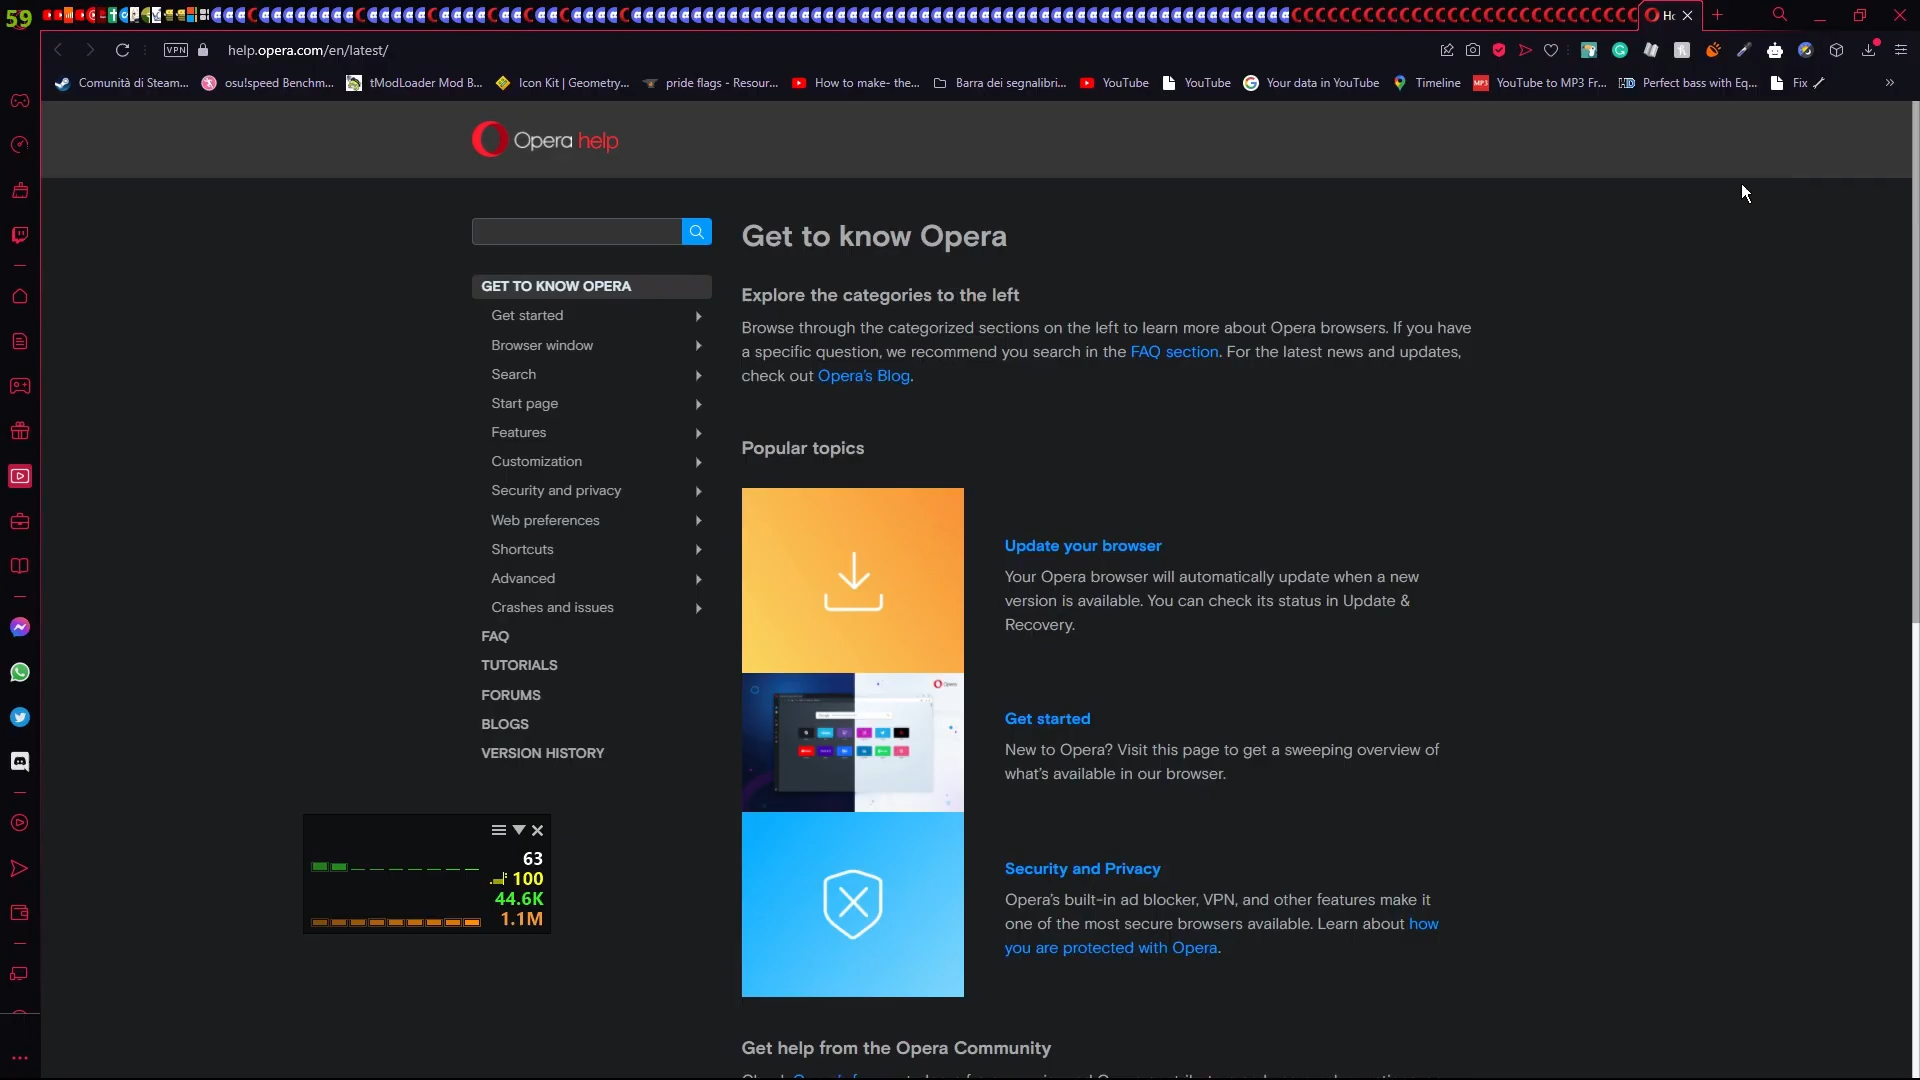 59
Hc
VPN
help.opera.com/en/latest/
Comunità di Steam...
osu!speed Benchm...
tModLoader Mod B...
Icon Kit | Geometry...
pride flags - Resour...
How to make- the...
Barra dei segnalibri...
YouTube
YouTube
Your data in YouTube
Timeline
MP3
YouTube to MP3 Fr...
Perfect bass with Eq...
Fix
Opera help
GET TO KNOW OPERA
Get started
Browser window
Search
Start page
Features
Customization
Security and privacy
Web preferences
Shortcuts
Advanced
Crashes and issues
FAQ
TUTORIALS
FORUMS
BLOGS
VERSION HISTORY
63
100
44.6K
1.1M
Get to know Opera
Explore the categories to the left
Browse through the categorized sections on the left to learn more about Opera browsers. If you have
a specific question, we recommend you search in the FAQ section. For the latest news and updates,
check out Opera's Blog.
Popular topics
Update your browser
Your Opera browser will automatically update when a new
version is available. You can check its status in Update &
Recovery.
Opera
Get started
New to Opera? Visit this page to get a sweeping overview of
what's available in our browser.
Security and Privacy
Opera's built-in ad blocker, VPN, and other features make it
one of the most secure browsers available. Learn about how
you are protected with Opera.
Get help from the Opera Community